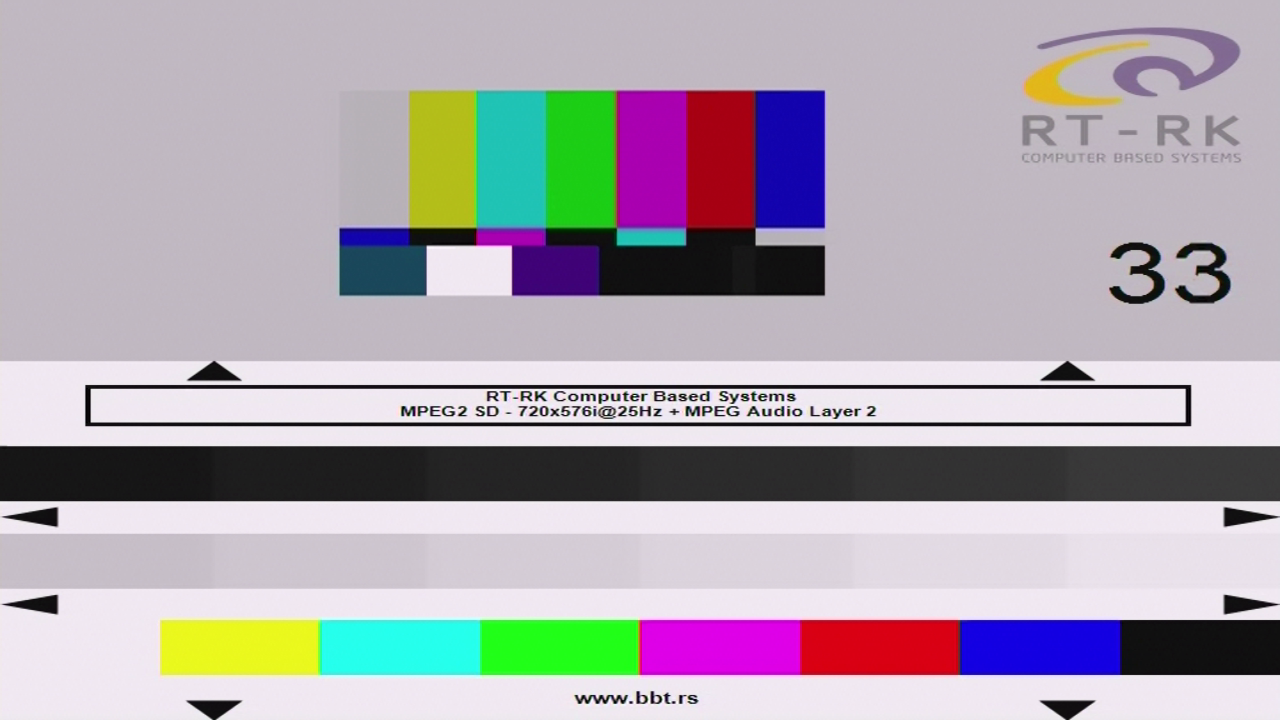 RT-RK
COMPUTER BASED SYSTEMS
33
RT-RK Computer Based Systems
MPEG2 SD - 720x576i@25Hz + MPEG Audio Layer 2
www.bbt.rs